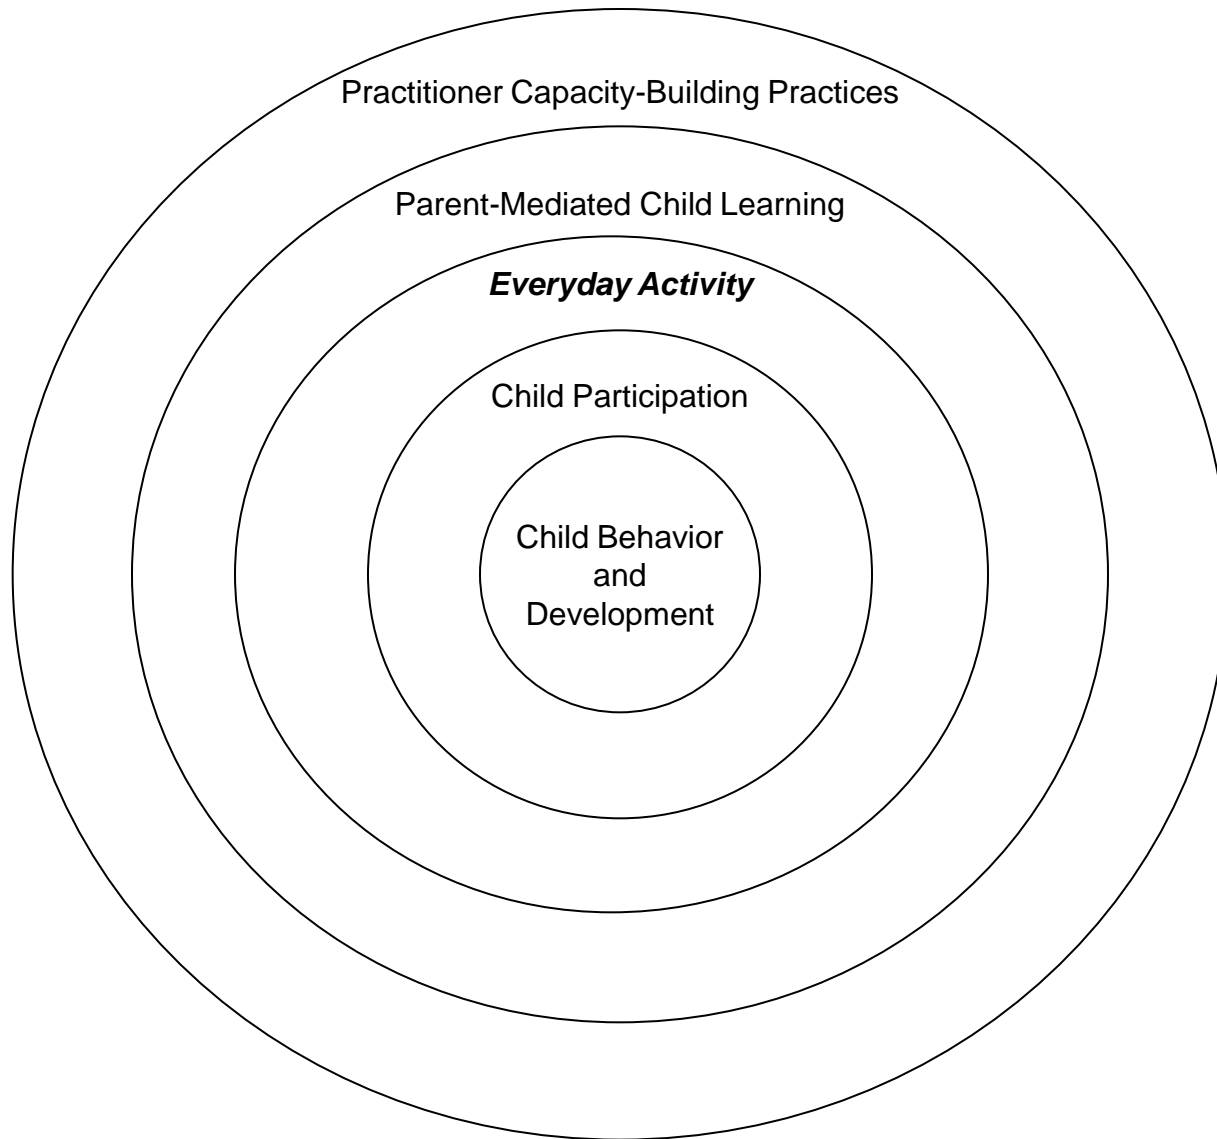 Practitioner Capacity-Building Practices
Parent-Mediated Child Learning
Everyday Activity
Child Participation
Child Behavior
and
Development